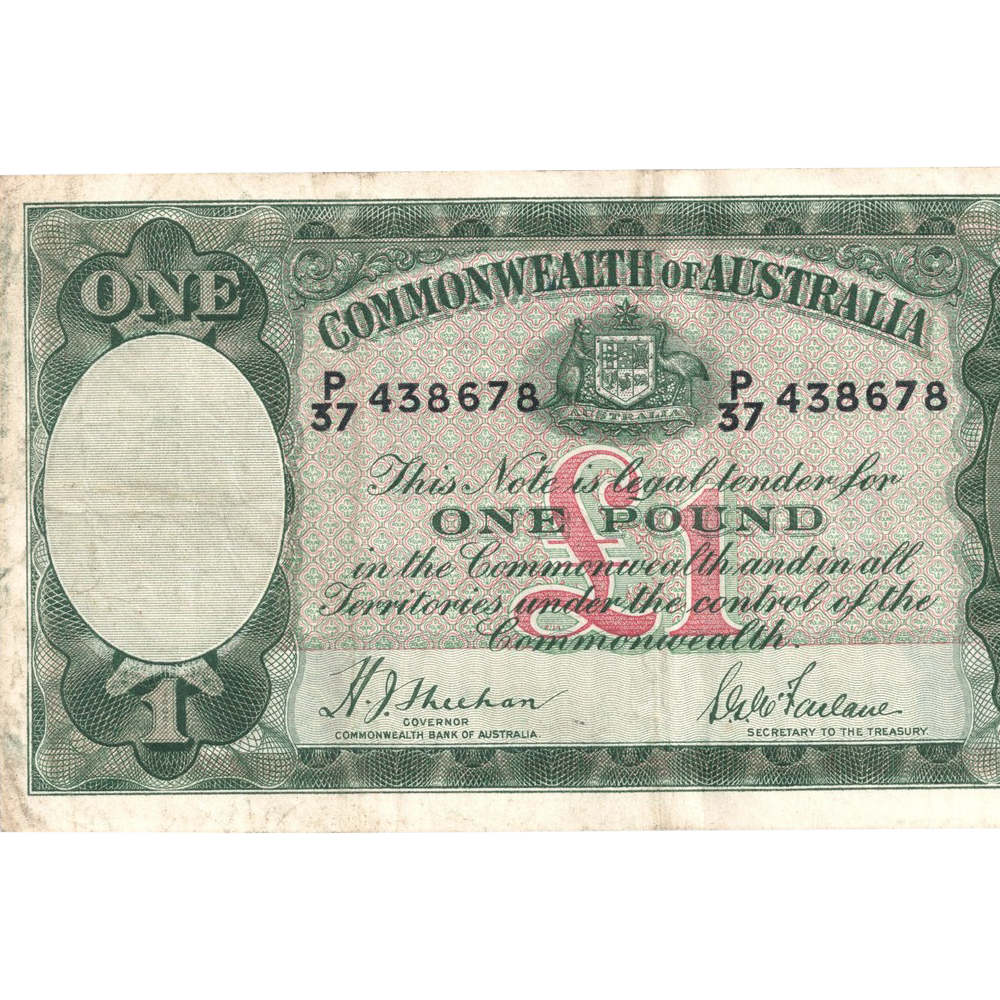 ONE
COMMONWEALTH OF AUSTRALIA
P/37 438678 P/37 438678
AUSTRALIA
£1
This Note is legal tender for
ONE POUND
in the Commonwealth and in all
Territories under the control of the
Commonwealth.
1
H. J. Sheehan
GOVERNOR
COMMONWEALTH BANK OF AUSTRALIA.
McFarlane
SECRETARY TO THE TREASURY.